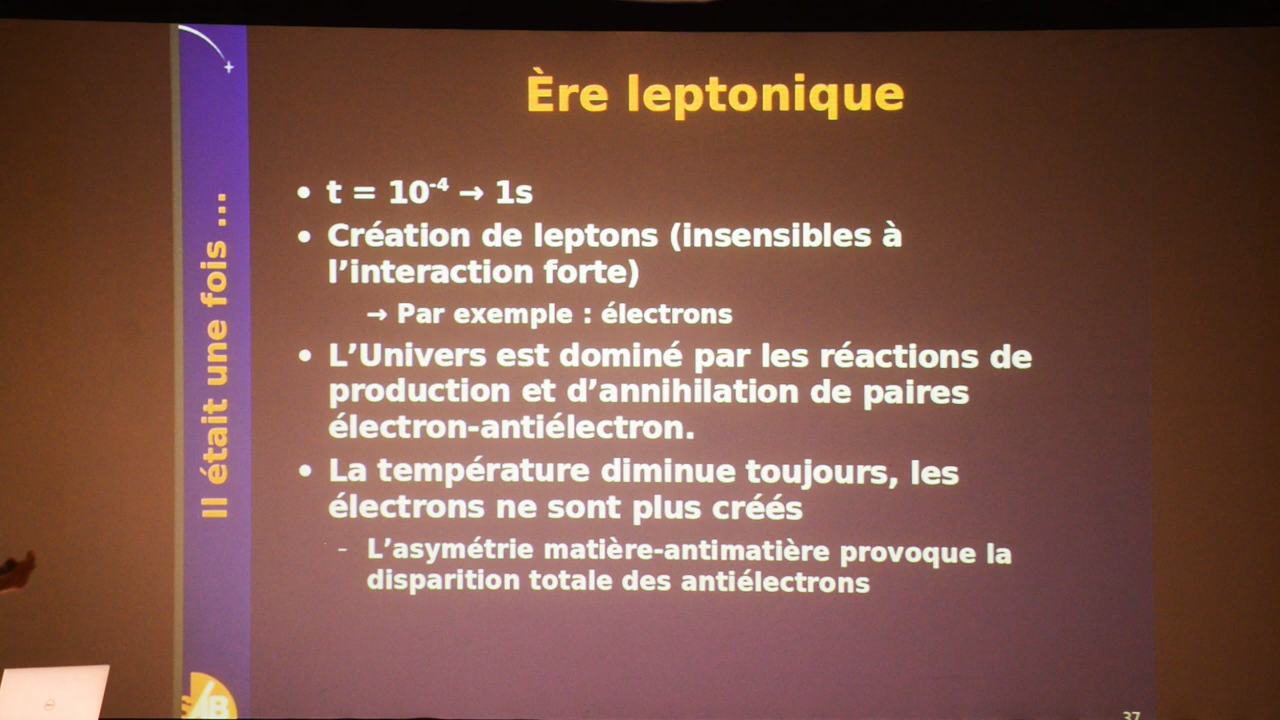 Ère leptonique
• t = 10⁻⁴ → 1s
• Création de leptons (insensibles à
l’interaction forte)
→ Par exemple : électrons
• L’Univers est dominé par les réactions de
production et d’annihilation de paires
électron-antiélectron.
• La température diminue toujours, les
électrons ne sont plus créés
- L’asymétrie matière-antimatière provoque la
disparition totale des antiélectrons
Il était une fois ...
37